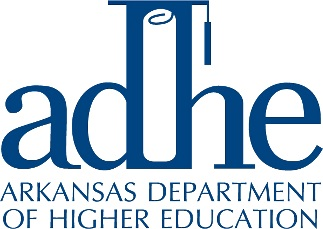 adhe
ARKANSAS DEPARTMENT
OF HIGHER EDUCATION